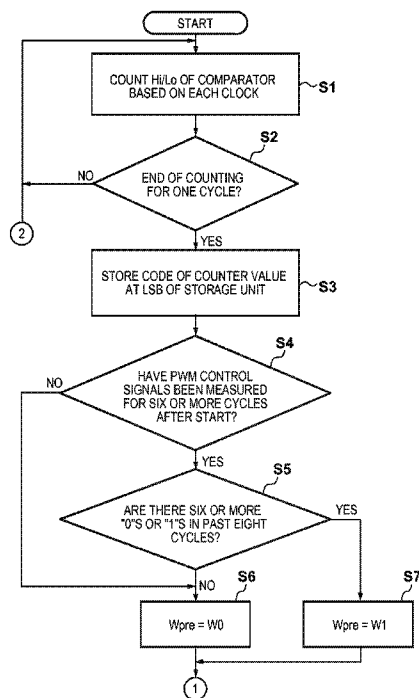 START
COUNT Hi/Lo OF COMPARATOR
BASED ON EACH CLOCK
S1
S2
NO
END OF COUNTING
FOR ONE CYCLE?
2
YES
STORE CODE OF COUNTER VALUE
AT LSB OF STORAGE UNIT
S3
S4
NO
HAVE PWM CONTROL
SIGNALS BEEN MEASURED
FOR SIX OR MORE CYCLES
AFTER START?
YES
S5
ARE THERE SIX OR MORE
"0"S OR "1"S IN PAST EIGHT
CYCLES?
YES
NO
S6
S7
Wpre = W0
Wpre = W1
1